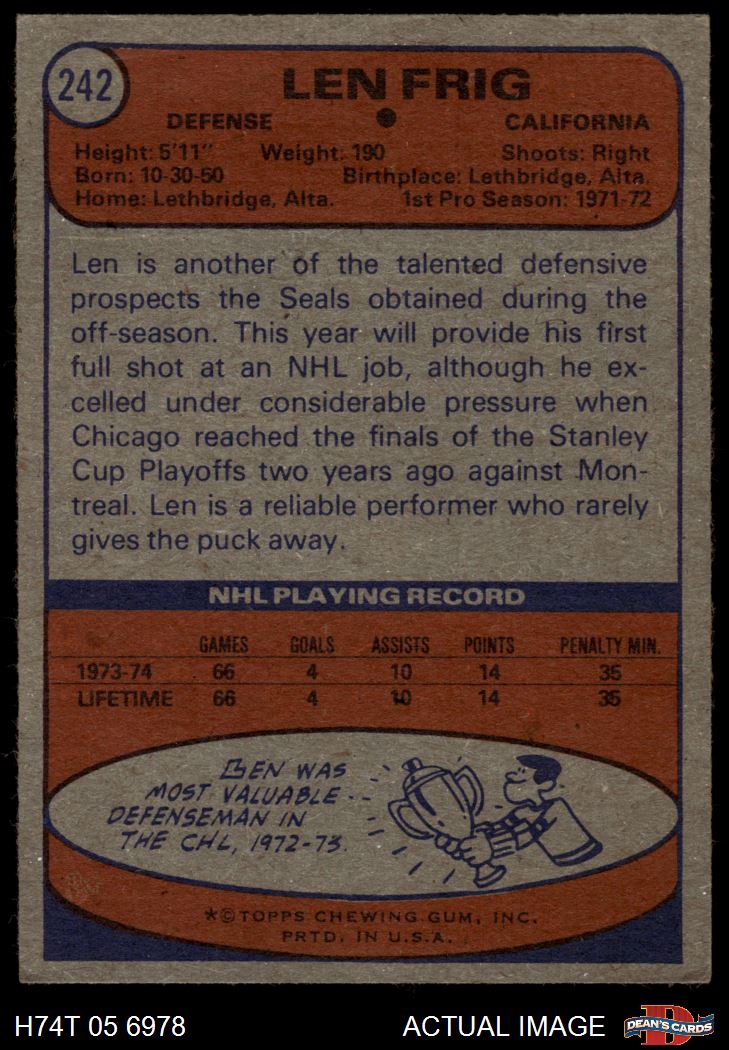 242
LEN FRIG
DEFENSE CALIFORNIA
Height: 5'11" Weight: 190 Shoots: Right
Born: 10-30-50 Birthplace: Lethbridge, Alta.
Home: Lethbridge, Alta. 1st Pro Season: 1971-72
Len is another of the talented defensive
prospects the Seals obtained during the
off-season. This year will provide his first
full shot at an NHL job, although he ex-
celled under considerable pressure when
Chicago reached the finals of the Stanley
Cup Playoffs two years ago against Mon-
treal. Len is a reliable performer who rarely
gives the puck away.
NHL PLAYING RECORD
GAMES GOALS ASSISTS POINTS PENALTY MIN.
1973-74 66 4 10 14 35
LIFETIME 66 4 10 14 35
LEN WAS
MOST VALUABLE
DEFENSEMAN IN
THE CHL, 1972-73.
*©TOPPS CHEWING GUM, INC.
PRTD. IN U.S.A.
H74T 05 6978 ACTUAL IMAGE DEAN'S CARDS